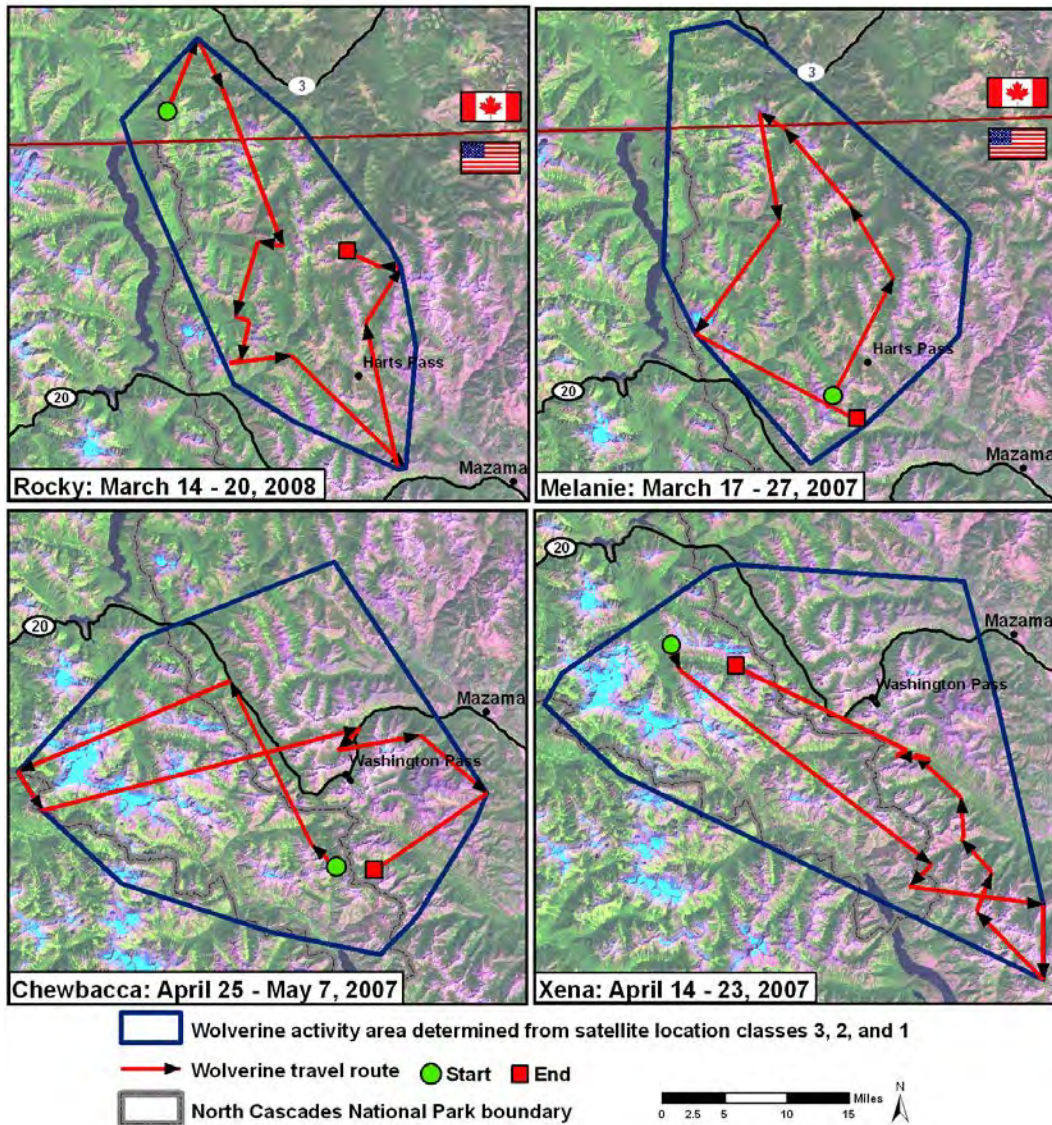 3
Harts Pass
20
Mazama
Rocky: March 14 - 20, 2008
3
Harts Pass
20
Mazama
Melanie: March 17 - 27, 2007
20
Mazama
Washington Pass
Chewbacca: April 25 - May 7, 2007
20
Mazama
Washington Pass
Xena: April 14 - 23, 2007
Wolverine activity area determined from satellite location classes 3, 2, and 1
Wolverine travel route Start End
North Cascades National Park boundary
Miles
0 2.5 5 10 15
N